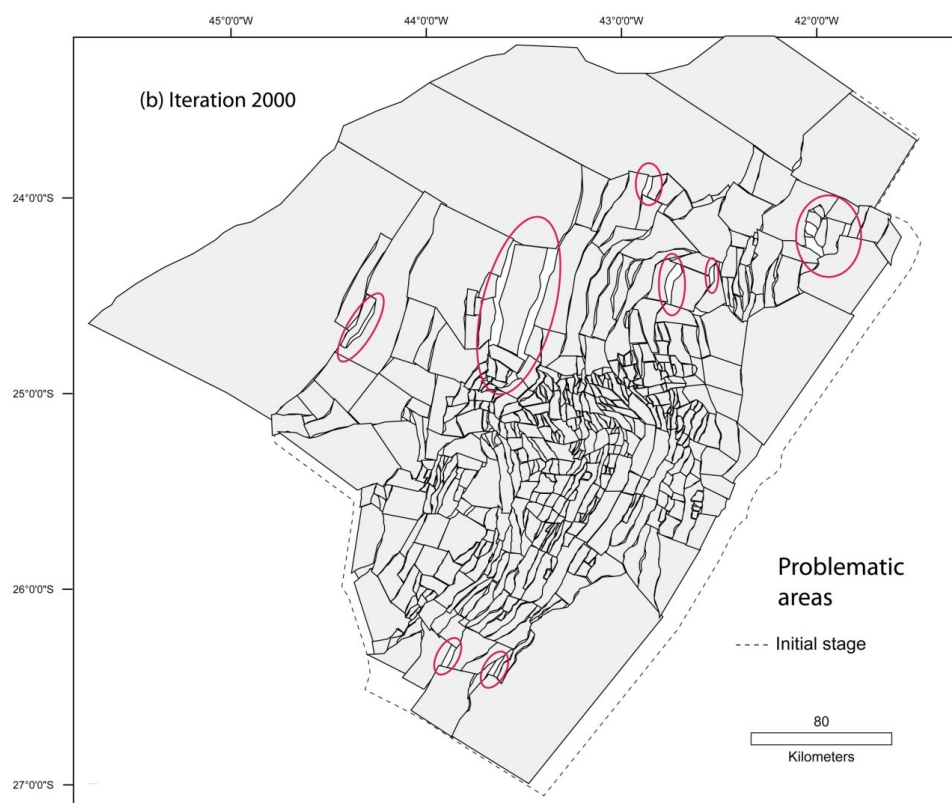 45°0'0"W 44°0'0"W 43°0'0"W 42°0'0"W
(b) Iteration 2000
24°0'0"S
25°0'0"S
26°0'0"S
27°0'0"S
Problematic
areas
Initial stage
80
Kilometers